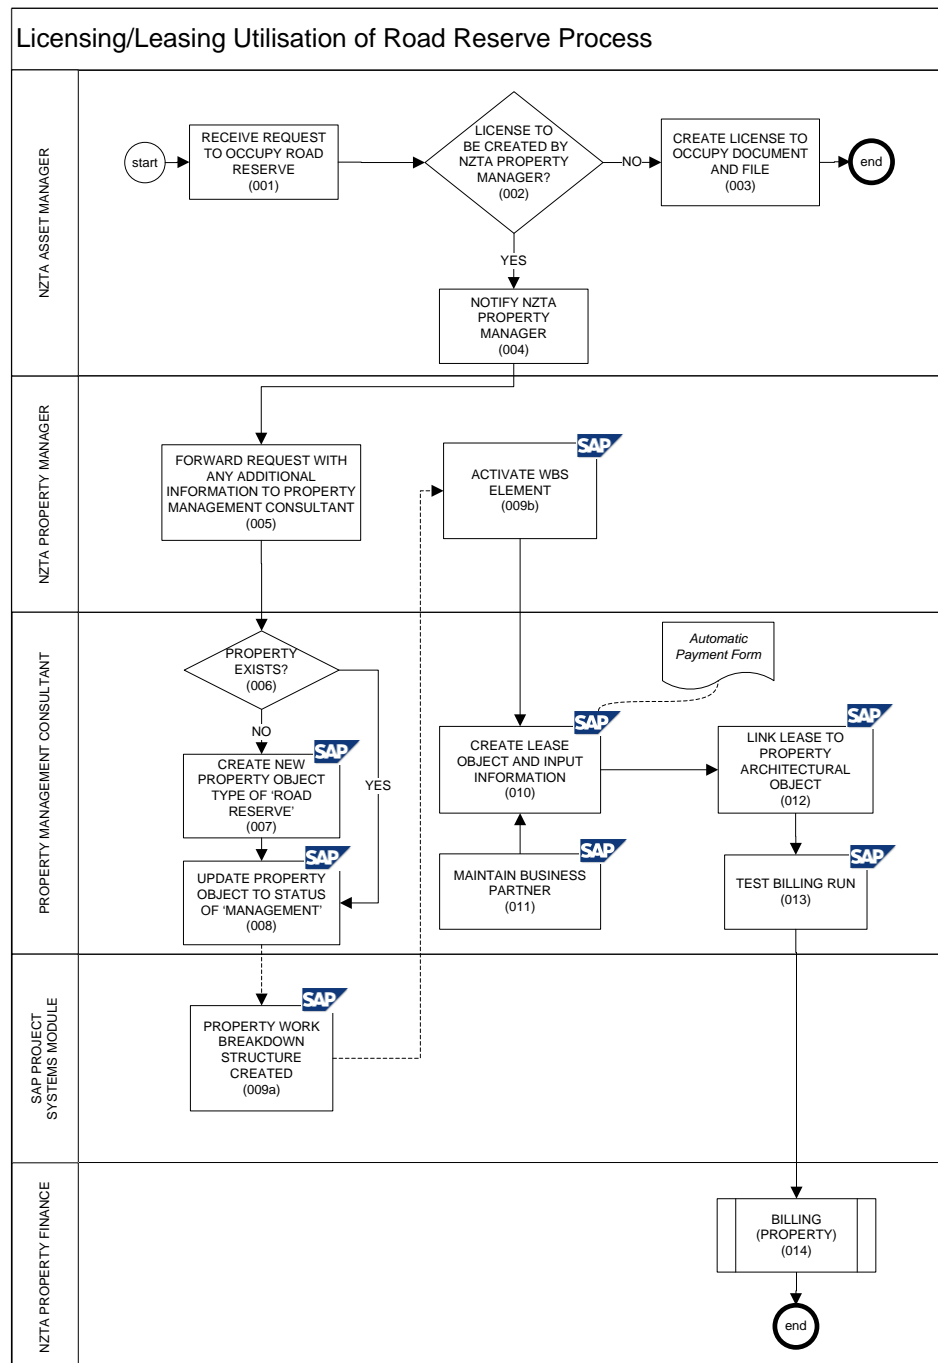 Licensing/Leasing Utilisation of Road Reserve Process
NZTA ASSET MANAGER
start
RECEIVE REQUEST
TO OCCUPY ROAD
RESERVE
(001)
LICENSE TO
BE CREATED BY
NZTA PROPERTY
MANAGER?
(002)
NO
CREATE LICENSE TO
OCCUPY DOCUMENT
AND FILE
(003)
end
YES
NOTIFY NZTA
PROPERTY
MANAGER
(004)
NZTA PROPERTY MANAGER
FORWARD REQUEST WITH
ANY ADDITIONAL
INFORMATION TO PROPERTY
MANAGEMENT CONSULTANT
(005)
SAP
ACTIVATE WBS
ELEMENT
(009b)
PROPERTY MANAGEMENT CONSULTANT
PROPERTY
EXISTS?
(006)
NO
YES
SAP
CREATE NEW
PROPERTY OBJECT
TYPE OF ‘ROAD
RESERVE’
(007)
SAP
UPDATE PROPERTY
OBJECT TO STATUS
OF ‘MANAGEMENT’
(008)
Automatic
Payment Form
SAP
CREATE LEASE
OBJECT AND INPUT
INFORMATION
(010)
SAP
MAINTAIN BUSINESS
PARTNER
(011)
SAP
LINK LEASE TO
PROPERTY
ARCHITECTURAL
OBJECT
(012)
SAP
TEST BILLING RUN
(013)
SAP PROJECT
SYSTEMS MODULE
SAP
PROPERTY WORK
BREAKDOWN
STRUCTURE
CREATED
(009a)
NZTA PROPERTY FINANCE
BILLING
(PROPERTY)
(014)
end